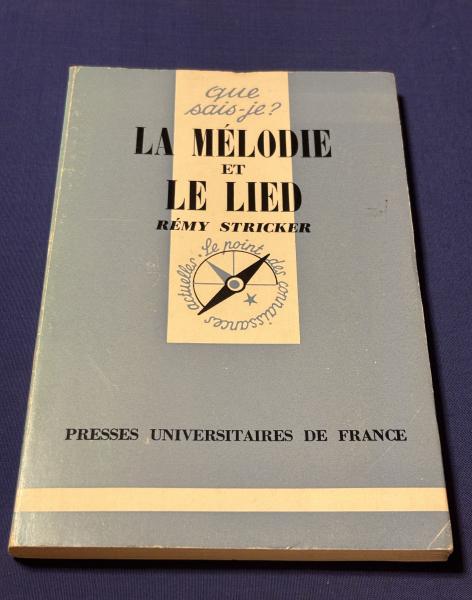 que
sais-je?
LA MÉLODIE
ET
LE LIED
RÉMY STRICKER
Le point des connaissances actuelles.
PRESSES UNIVERSITAIRES DE FRANCE